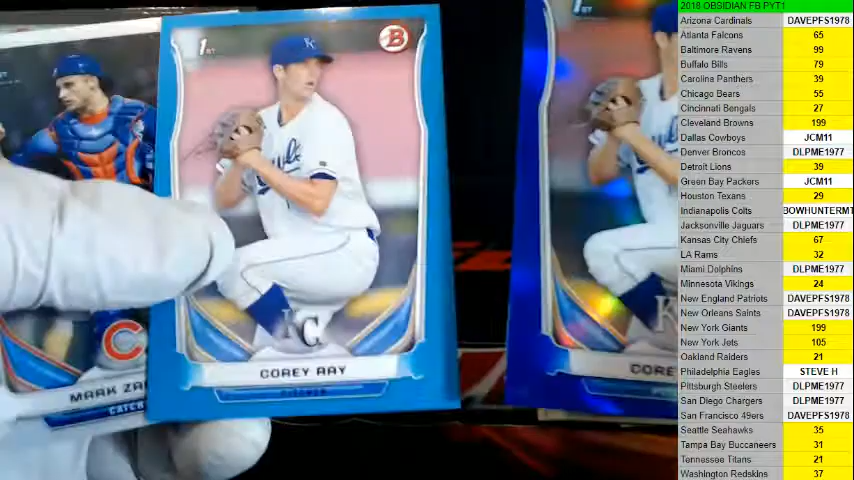 2018 OBSIDIAN FB PYT1
Arizona Cardinals DAVEPFS1978
Atlanta Falcons 65
Baltimore Ravens 99
Buffalo Bills 79
Carolina Panthers 39
Chicago Bears 55
Cincinnati Bengals 27
Cleveland Browns 199
Dallas Cowboys JCM11
Denver Broncos DLPME1977
Detroit Lions 39
Green Bay Packers JCM11
Houston Texans 29
Indianapolis Colts BOWHUNTERMT
Jacksonville Jaguars DLPME1977
Kansas City Chiefs 67
LA Rams 32
Miami Dolphins DLPME1977
Minnesota Vikings 24
New England Patriots DAVEPFS1978
New Orleans Saints DAVEPFS1978
New York Giants 199
New York Jets 105
Oakland Raiders 21
Philadelphia Eagles STEVE H
Pittsburgh Steelers DLPME1977
San Diego Chargers DLPME1977
San Francisco 49ers DAVEPFS1978
Seattle Seahawks 35
Tampa Bay Buccaneers 31
Tennessee Titans 21
Washington Redskins 37
1ST
B
KC
COREY RAY
PITCHER
C
MARK ZA
CATCH
1ST
K
CORE